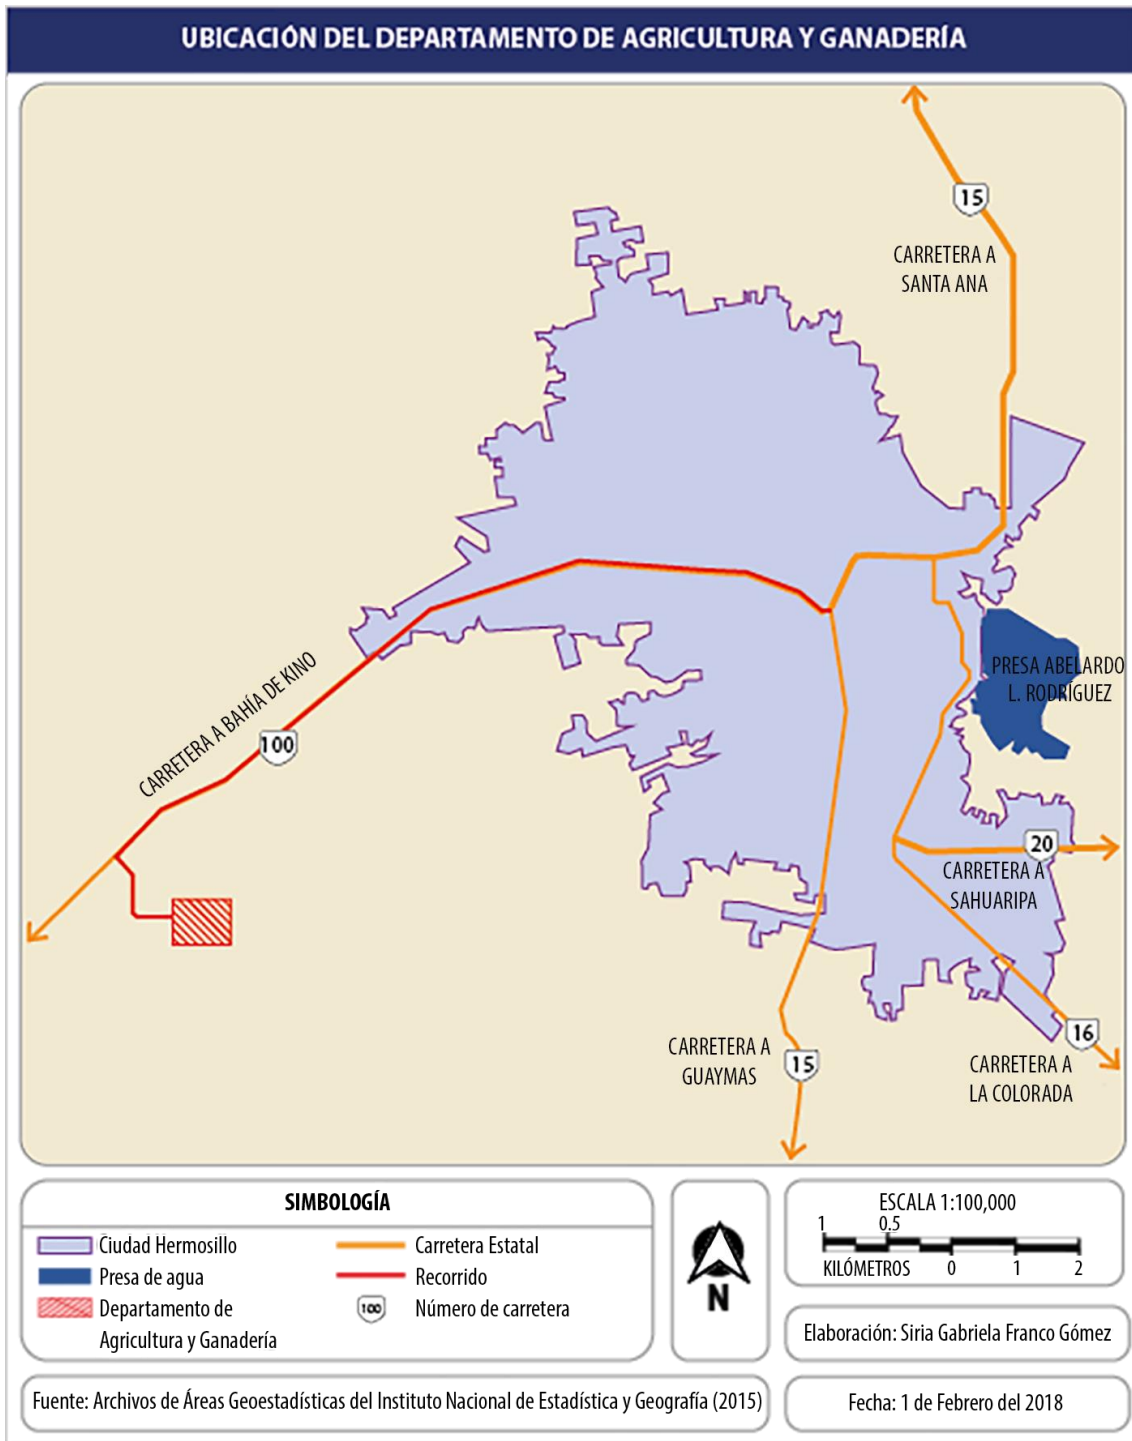 UBICACIÓN DEL DEPARTAMENTO DE AGRICULTURA Y GANADERÍA
15
CARRETERA A
SANTA ANA
PRESA ABELARDO
L. RODRÍGUEZ
CARRETERA A BAHÍA DE KINO
100
20
CARRETERA A
SAHUARIPA
16
CARRETERA A
LA COLORADA
CARRETERA A
GUAYMAS
15
SIMBOLOGÍA
Ciudad Hermosillo
Presa de agua
Departamento de
Agricultura y Ganadería
Carretera Estatal
Recorrido
100
Número de carretera
N
ESCALA 1:100,000
1 0.5
KILÓMETROS 0 1 2
Elaboración: Siria Gabriela Franco Gómez
Fuente: Archivos de Áreas Geoestadísticas del Instituto Nacional de Estadística y Geografía (2015)
Fecha: 1 de Febrero del 2018